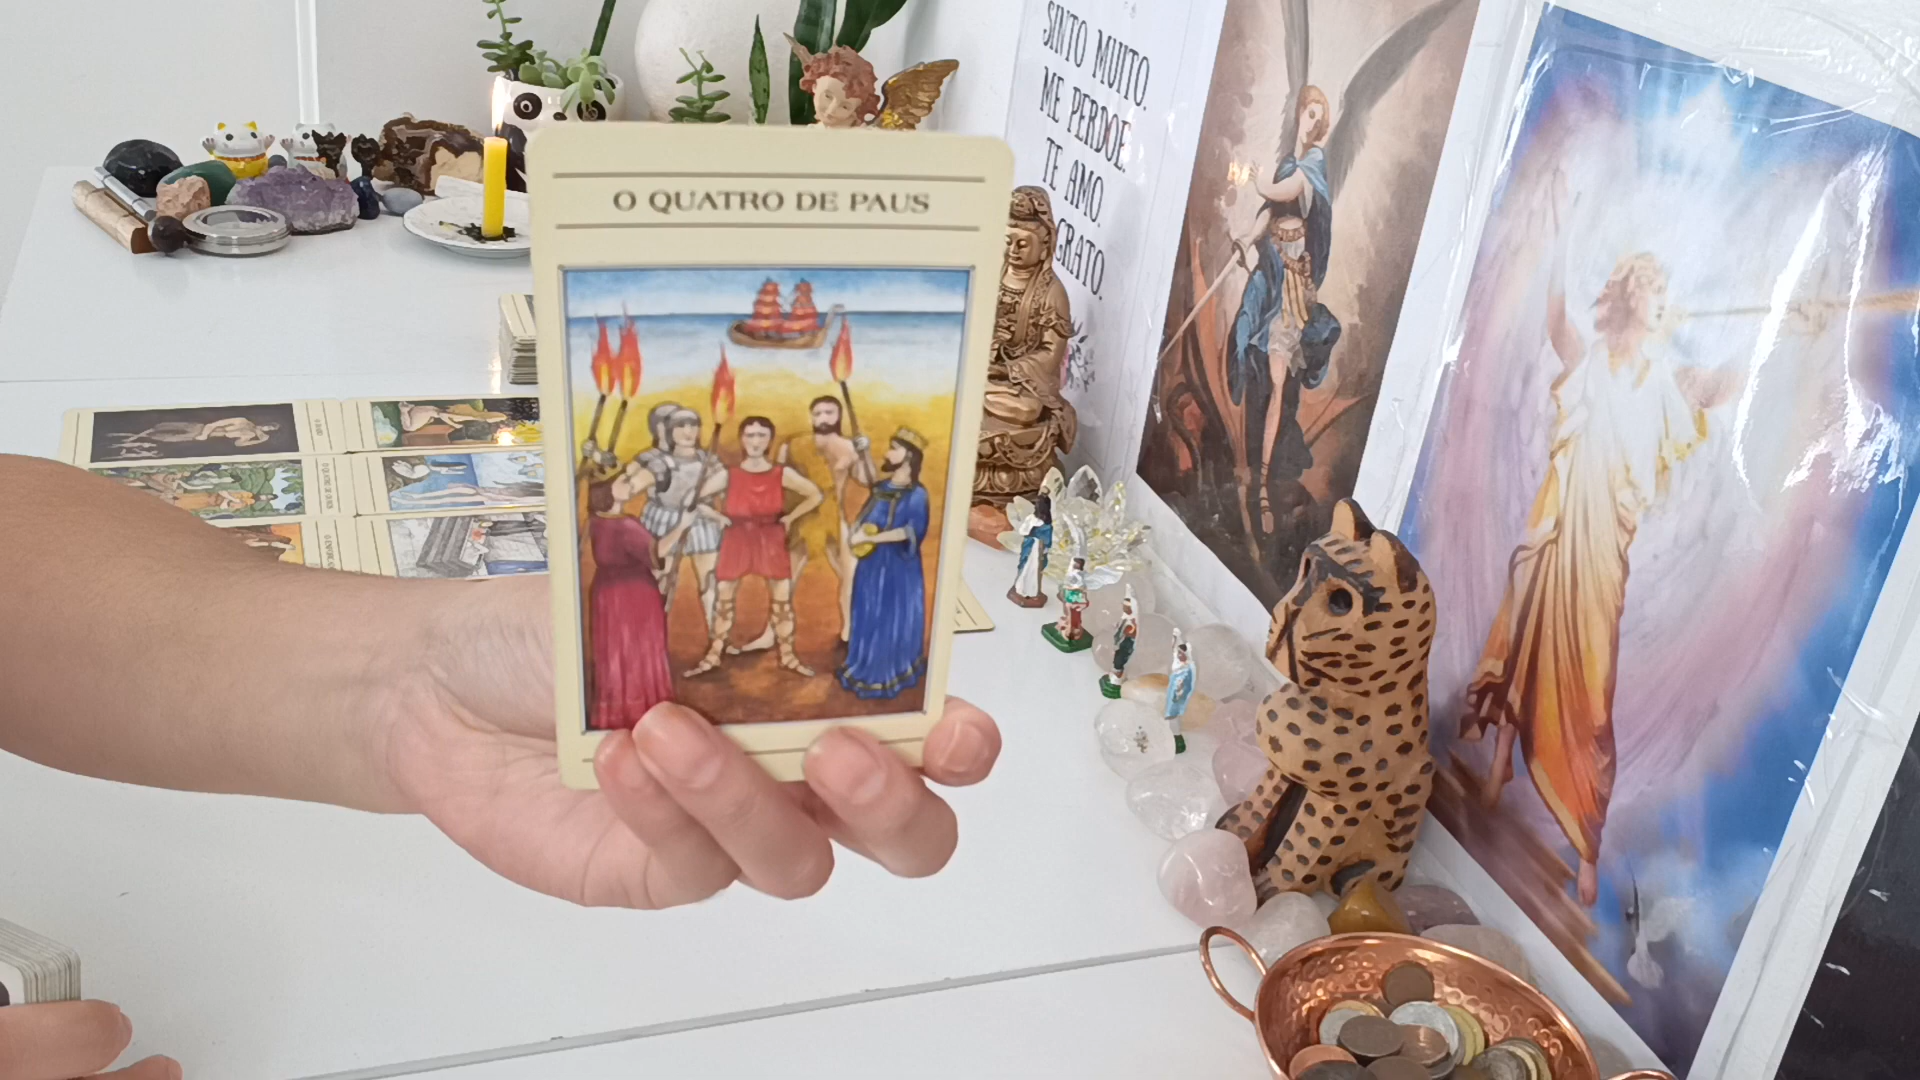 O QUATRO DE PAUS
SINTO MUITO.
ME PERDOE.
TE AMO.
GRATO.